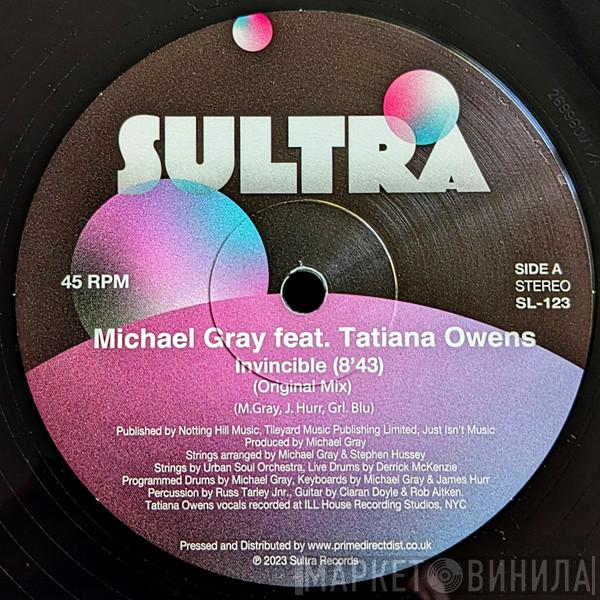 SULTRA
45 RPM
SIDE A
STEREO
SL-123
Michael Gray feat. Tatiana Owens
Invincible (8'43)
(Original Mix)
(M.Gray, J. Hurr, Grl. Blu)
Published by Notting Hill Music, Tileyard Music Publishing Limited, Just Isn't Music
Produced by Michael Gray
Strings arranged by Michael Gray & Stephen Hussey
Strings by Urban Soul Orchestra, Live Drums by Derrick McKenzie
Programmed Drums by Michael Gray, Keyboards by Michael Gray & James Hurr
Percussion by Russ Tarley Jnr., Guitar by Ciaran Doyle & Rob Aitken.
Tatiana Owens vocals recorded at ILL House Recording Studios, NYC
Pressed and Distributed by www.primedirectdist.co.uk
℗ © 2023 Sultra Records
МАРКЕТ ВИНИЛА